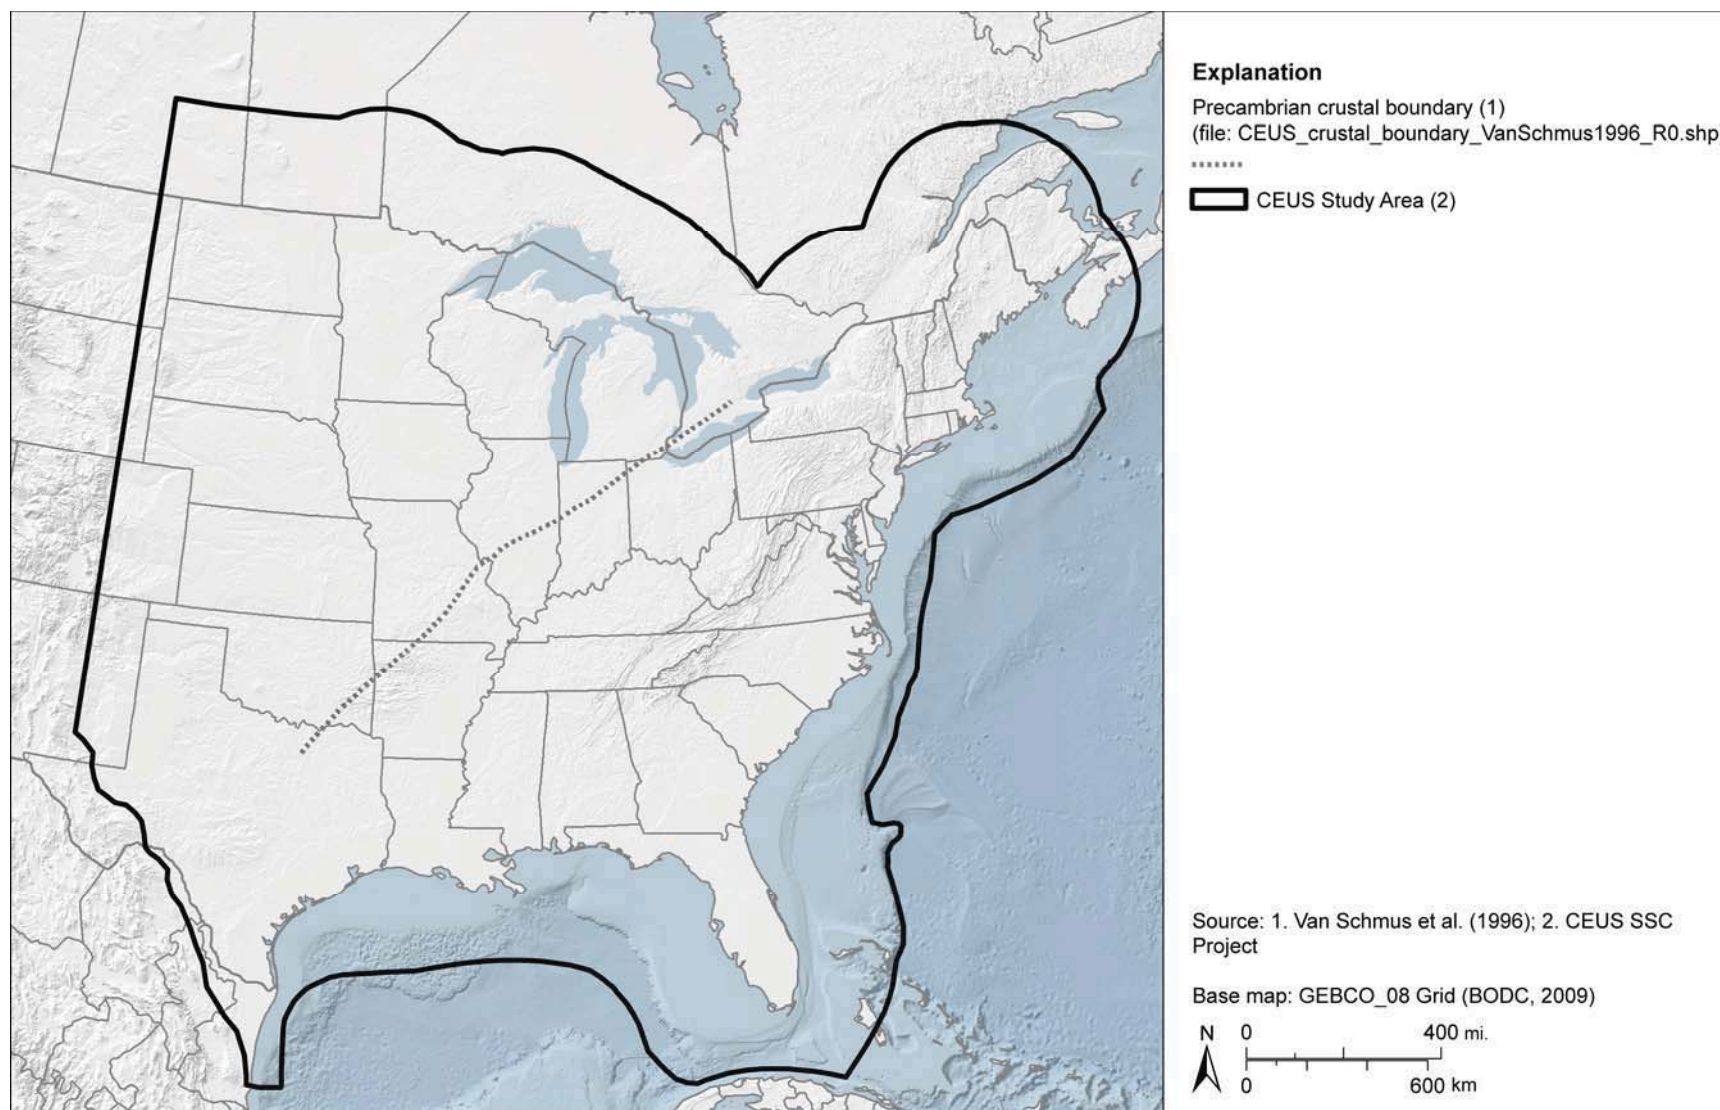 Explanation
Precambrian crustal boundary (1)
(file: CEUS_crustal_boundary_VanSchmus1996_R0.shp
CEUS Study Area (2)
Source: 1. Van Schmus et al. (1996); 2. CEUS SSC
Project
Base map: GEBCO_08 Grid (BODC, 2009)
N 0 400 mi.
0 600 km